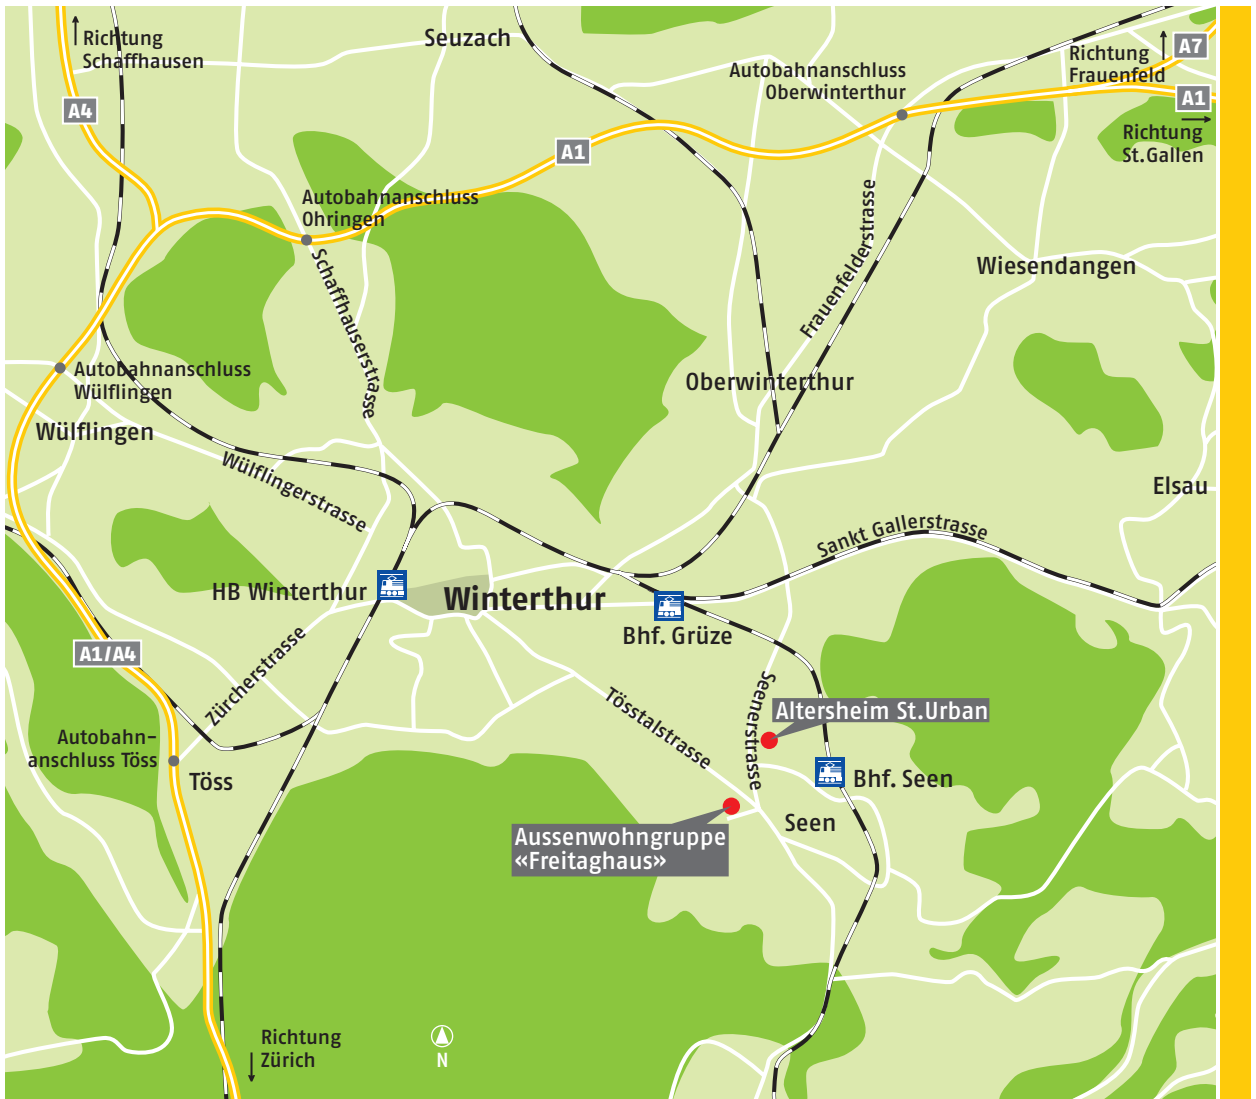 Richtung
Schaffhausen
Seuzach
Autobahnanschluss
Oberwinterthur
Richtung
Frauenfeld
A7
A4
A1
A1
Richtung
St.Gallen
Autobahnanschluss
Ohringen
Schaffhauserstrasse
Frauenfelderstrasse
Wiesendangen
Autobahnanschluss
Wülflingen
Oberwinterthur
Wülflingen
Wülflingerstrasse
Elsau
Sankt Gallerstrasse
HB Winterthur
Winterthur
Bhf. Grüze
A1/A4
Zürcherstrasse
Tösstalstrasse
Seenerstrasse
Altersheim St.Urban
Autobahn-
anschluss Töss
Töss
Bhf. Seen
Seen
Aussenwohngruppe
«Freitaghaus»
Richtung
Zürich
N